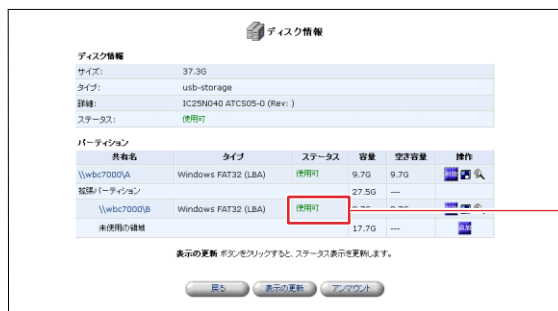 ディスク情報
ディスク情報
サイズ: 37.3G
タイプ: usb-storage
詳細: IC25N040 ATCS05-0 (Rev: )
ステータス: 使用可
パーティション
共有名 タイプ ステータス 容量 空き容量 操作
\\wbc7000\A Windows FAT32 (LBA) 使用可 9.7G 9.7G 削除
拡張パーティション 27.5G ---
\\wbc7000\B Windows FAT32 (LBA) 使用可
未使用の領域 17.7G --- 追加
表示の更新 ボタンをクリックすると、ステータス表示を更新します。
戻る 表示の更新 アンマウント